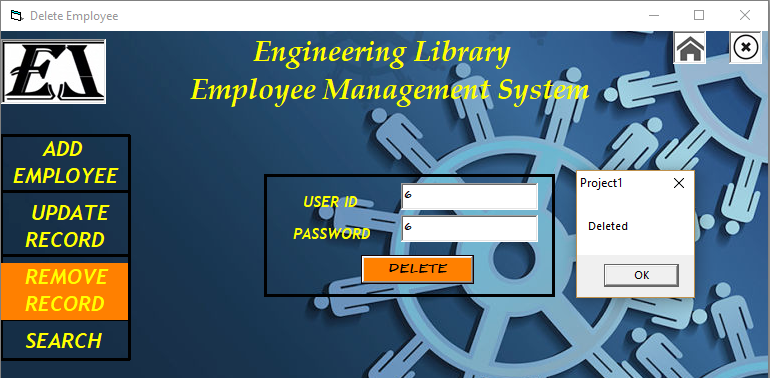 Delete Employee
Engineering Library
Employee Management System
ADD
EMPLOYEE
UPDATE
RECORD
REMOVE
RECORD
SEARCH
USER ID
6
PASSWORD
6
DELETE
Project1
Deleted
OK